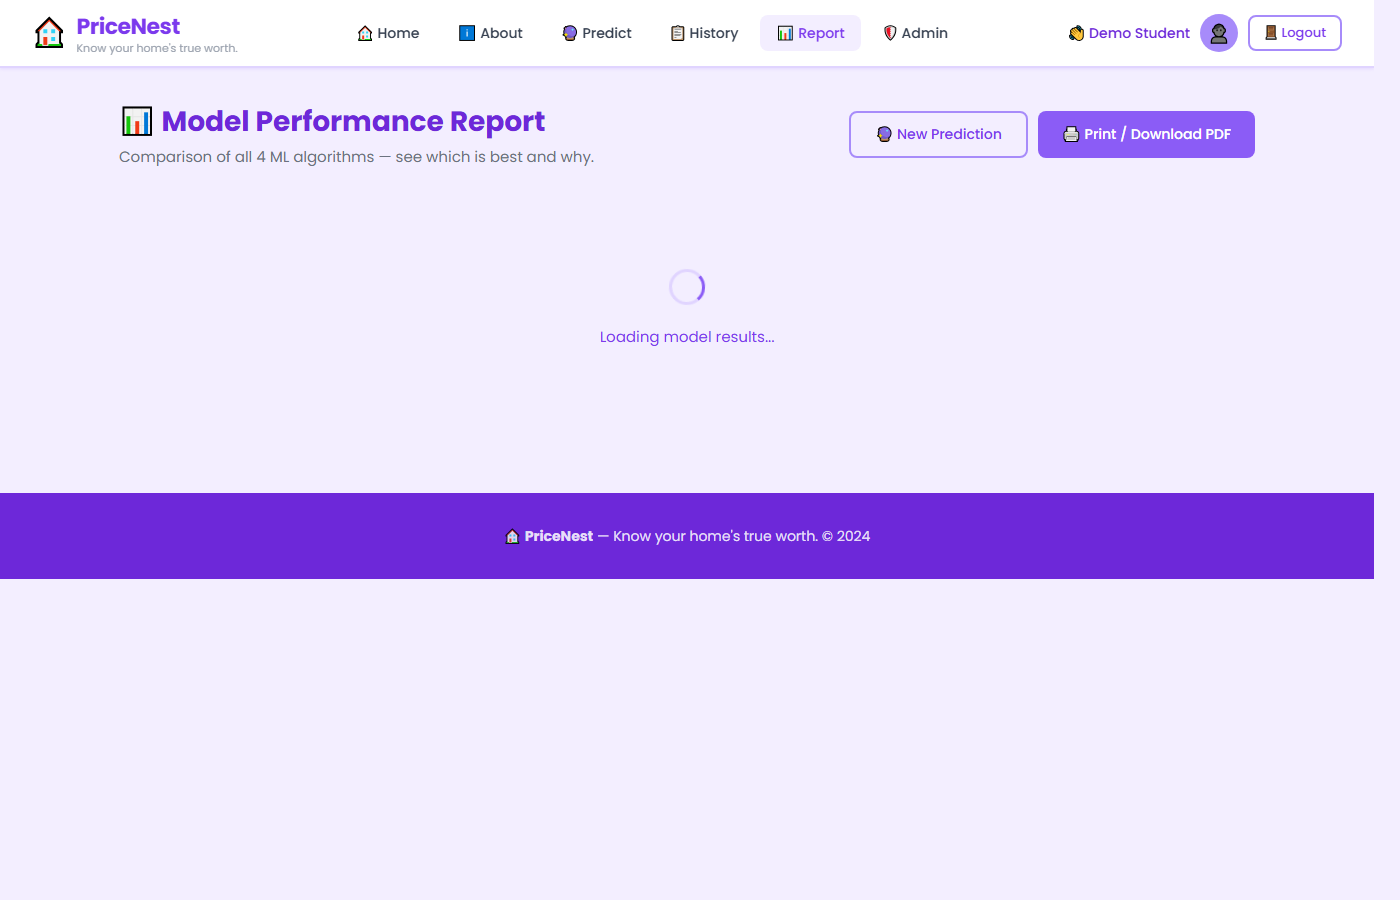 PriceNest
Know your home's true worth.
Home
About
Predict
History
Report
Admin
Demo Student
Logout
Model Performance Report
Comparison of all 4 ML algorithms — see which is best and why.
New Prediction
Print / Download PDF
Loading model results...
PriceNest — Know your home's true worth. © 2024